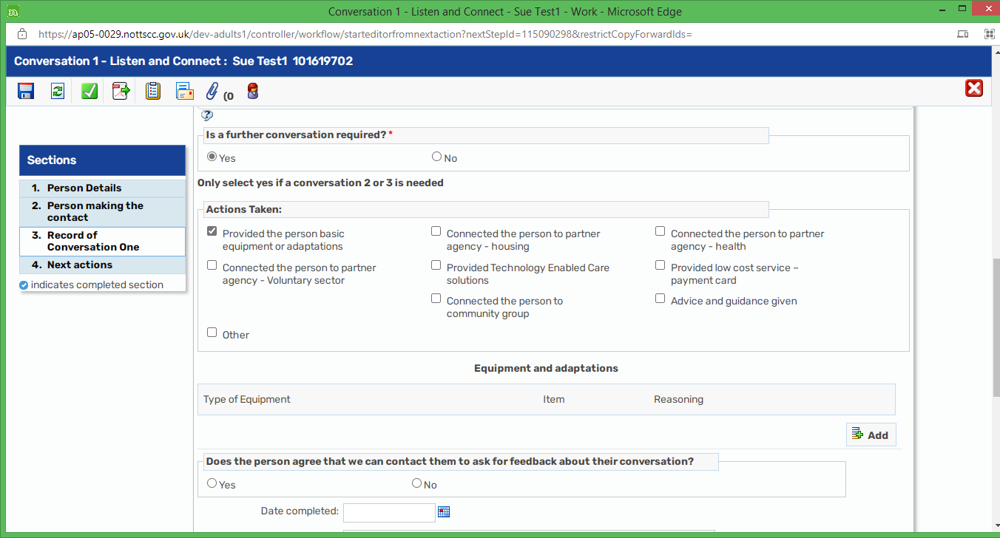 Conversation 1 - Listen and Connect - Sue Test1 - Work - Microsoft Edge
https://ap05-0029.nottscc.gov.uk/dev-adults1/controller/workflow/starteditorfromnextaction?nextStepId=115090298&restrictCopyForwardIds=
Conversation 1 - Listen and Connect : Sue Test1 101619702
(0
Sections
1. Person Details
2. Person making the
contact
3. Record of
Conversation One
4. Next actions
indicates completed section
Is a further conversation required? *
Yes No
Only select yes if a conversation 2 or 3 is needed
Actions Taken:
Provided the person basic
equipment or adaptations
Connected the person to partner
agency - housing
Connected the person to partner
agency - health
Connected the person to partner
agency - Voluntary sector
Provided Technology Enabled Care
solutions
Provided low cost service –
payment card
Connected the person to
community group
Advice and guidance given
Other
Equipment and adaptations
Type of Equipment Item Reasoning
Add
Does the person agree that we can contact them to ask for feedback about their conversation?
Yes No
Date completed: